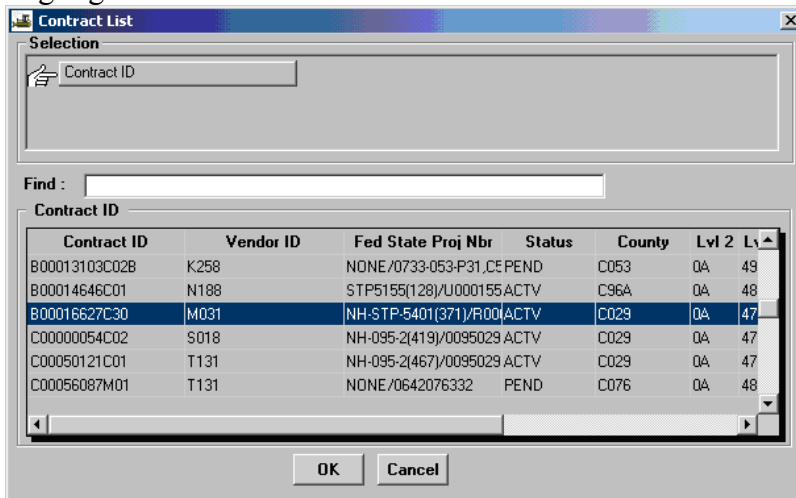 Contract List
Selection
Contract ID
Find :
Contract ID
Contract ID Vendor ID Fed State Proj Nbr Status County Lvl 2
B00013103C02B K258 NONE/0733-053-P31,C5 PEND C053 0A 49
B00014646C01 N188 STP5155(128)/U000155 ACTV C96A 0A 48
B00016627C30 M031 NH-STP-5401(371)/R00 ACTV C029 0A 47
C00000054C02 S018 NH-095-2(419)/0095029 ACTV C029 0A 47
C00050121C01 T131 NH-095-2(467)/0095029 ACTV C029 0A 47
C00056087M01 T131 NONE/0642076332 PEND C076 0A 48
OK Cancel